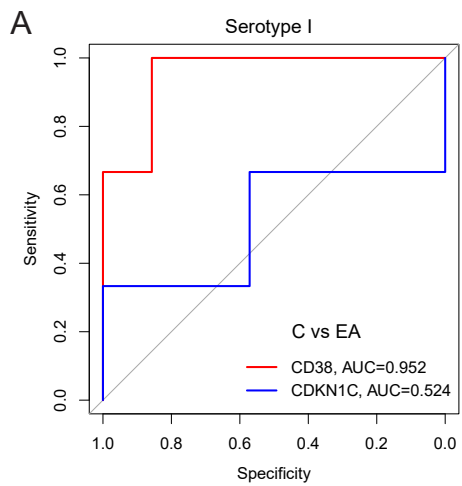 A
Serotype I
Sensitivity
1.0
0.8
0.6
0.4
0.2
0.0
C vs EA
CD38, AUC=0.952
CDKN1C, AUC=0.524
1.0 0.8 0.6 0.4 0.2 0.0
Specificity